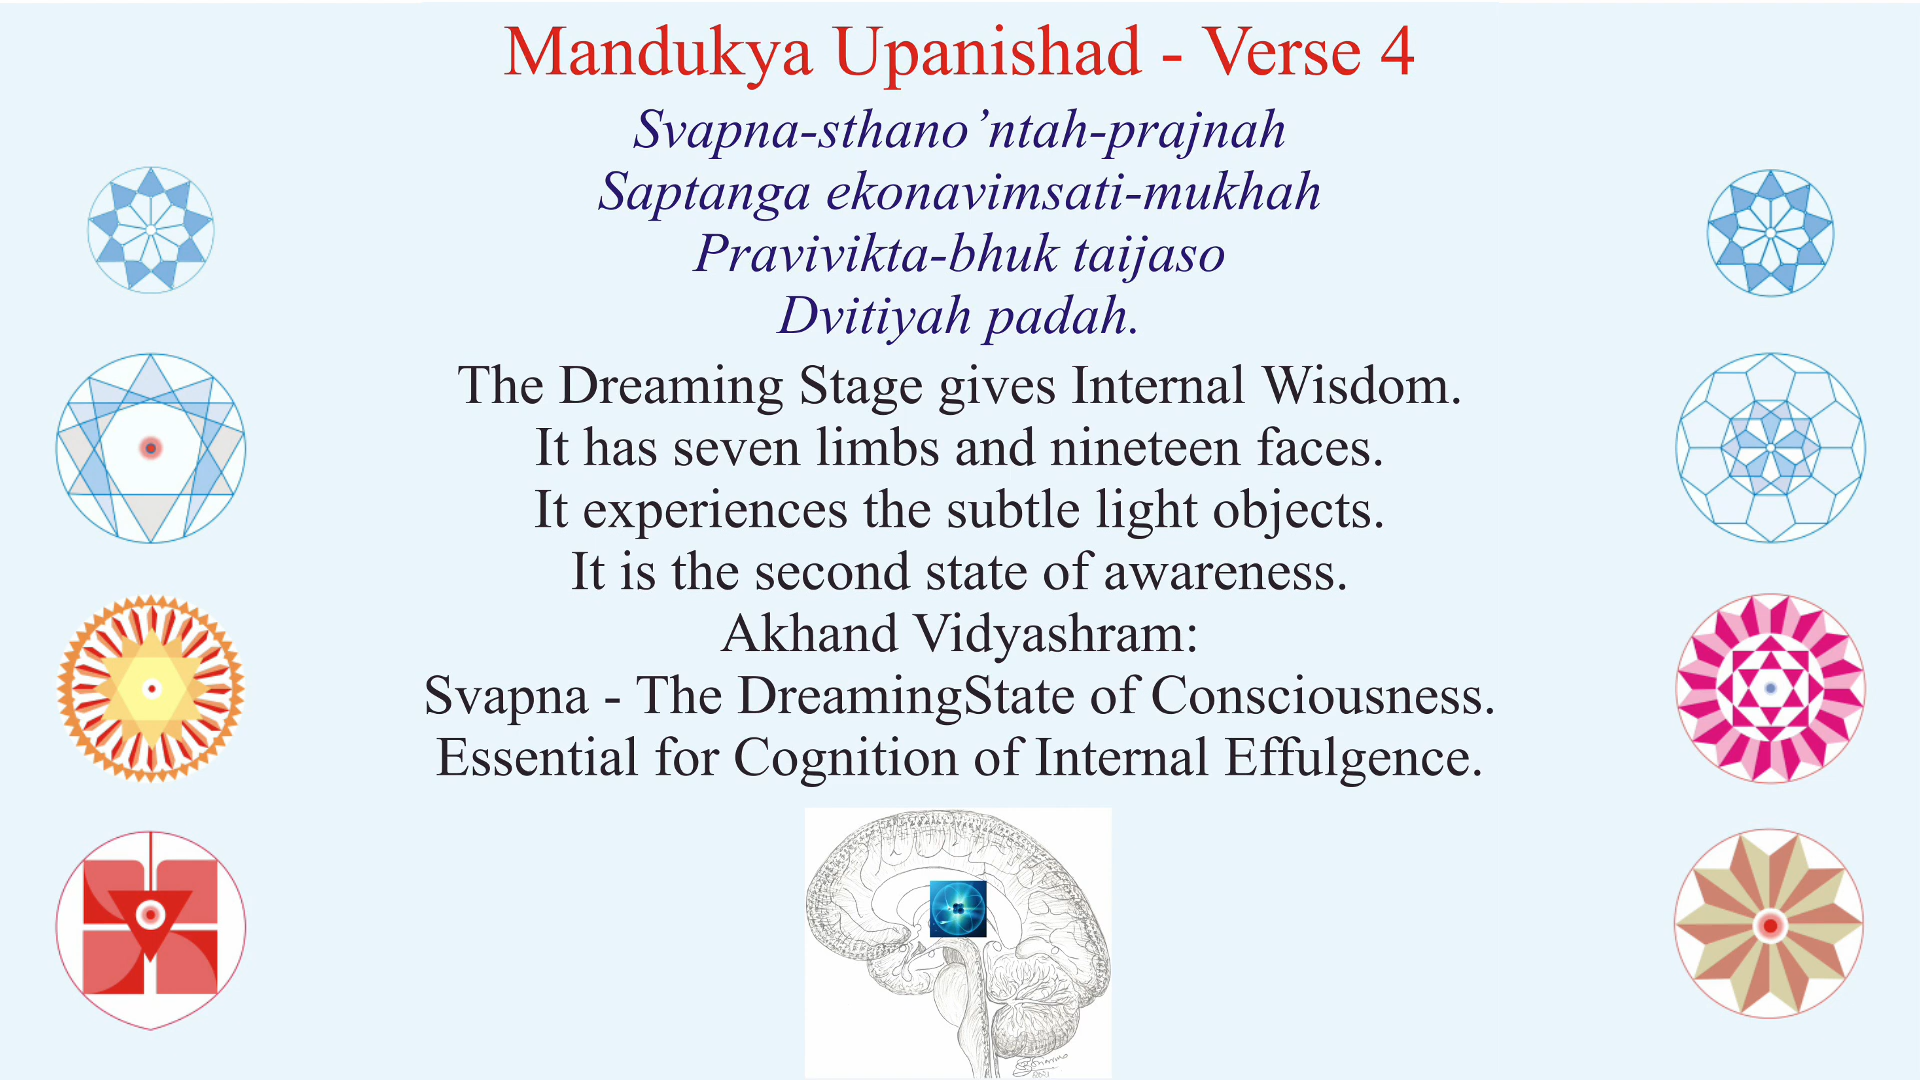 Mandukya Upanishad - Verse 4
Svapna-sthano’ntah-prajnah
Saptanga ekonavimsati-mukhah
Pravivikta-bhuk taijaso
Dvitiyah padah.
The Dreaming Stage gives Internal Wisdom.
It has seven limbs and nineteen faces.
It experiences the subtle light objects.
It is the second state of awareness.
Akhand Vidyashram:
Svapna - The DreamingState of Consciousness.
Essential for Cognition of Internal Effulgence.